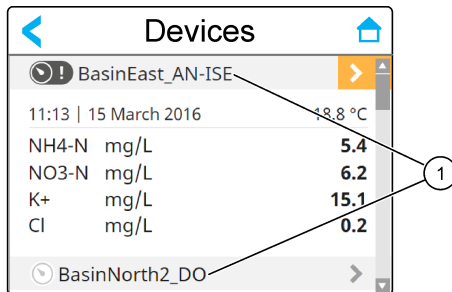 Devices
BasinEast_AN-ISE
11:13 | 15 March 2016 18.8 °C
NH4-N mg/L 5.4
NO3-N mg/L 6.2
K+ mg/L 15.1
Cl mg/L 0.2
1
BasinNorth2_DO